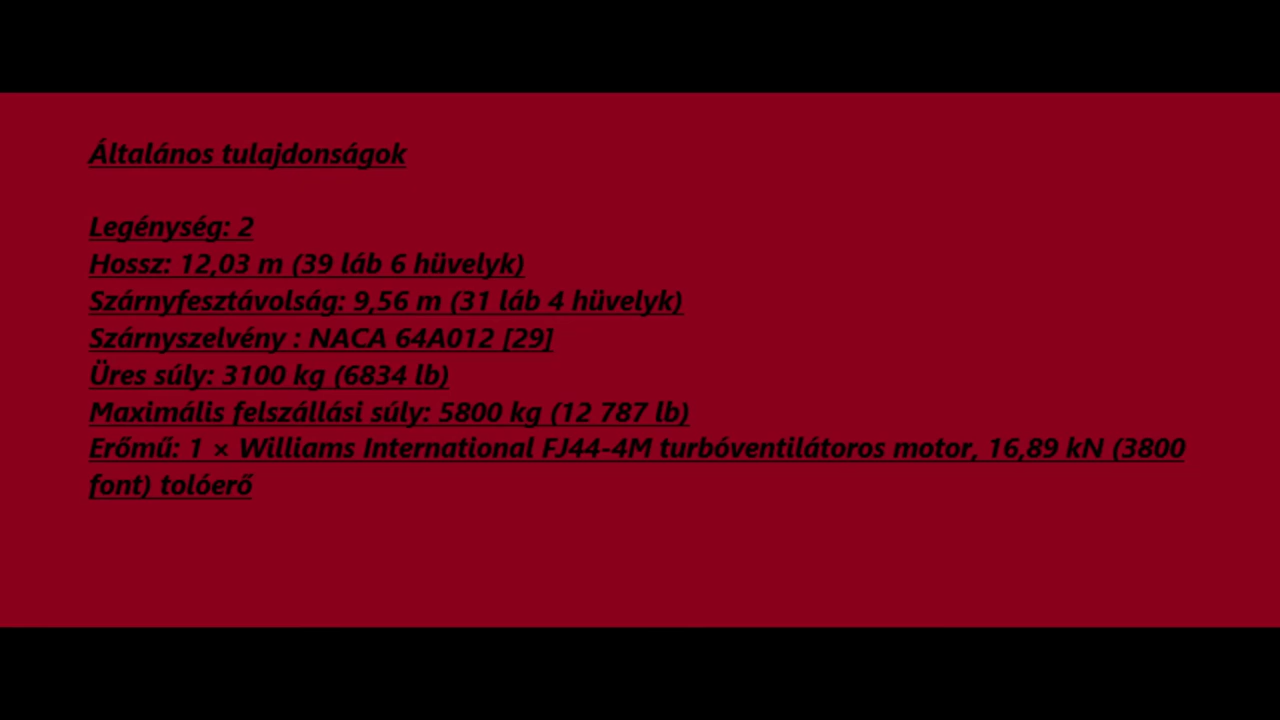 Általános tulajdonságok
Legénység: 2
Hossz: 12,03 m (39 láb 6 hüvelyk)
Szárnyfesztávolság: 9,56 m (31 láb 4 hüvelyk)
Szárnyszelvény : NACA 64A012 [29]
Üres súly: 3100 kg (6834 lb)
Maximális felszállási súly: 5800 kg (12 787 lb)
Erőmű: 1 × Williams International FJ44-4M turbóventilátoros motor, 16,89 kN (3800
font) tolóerő